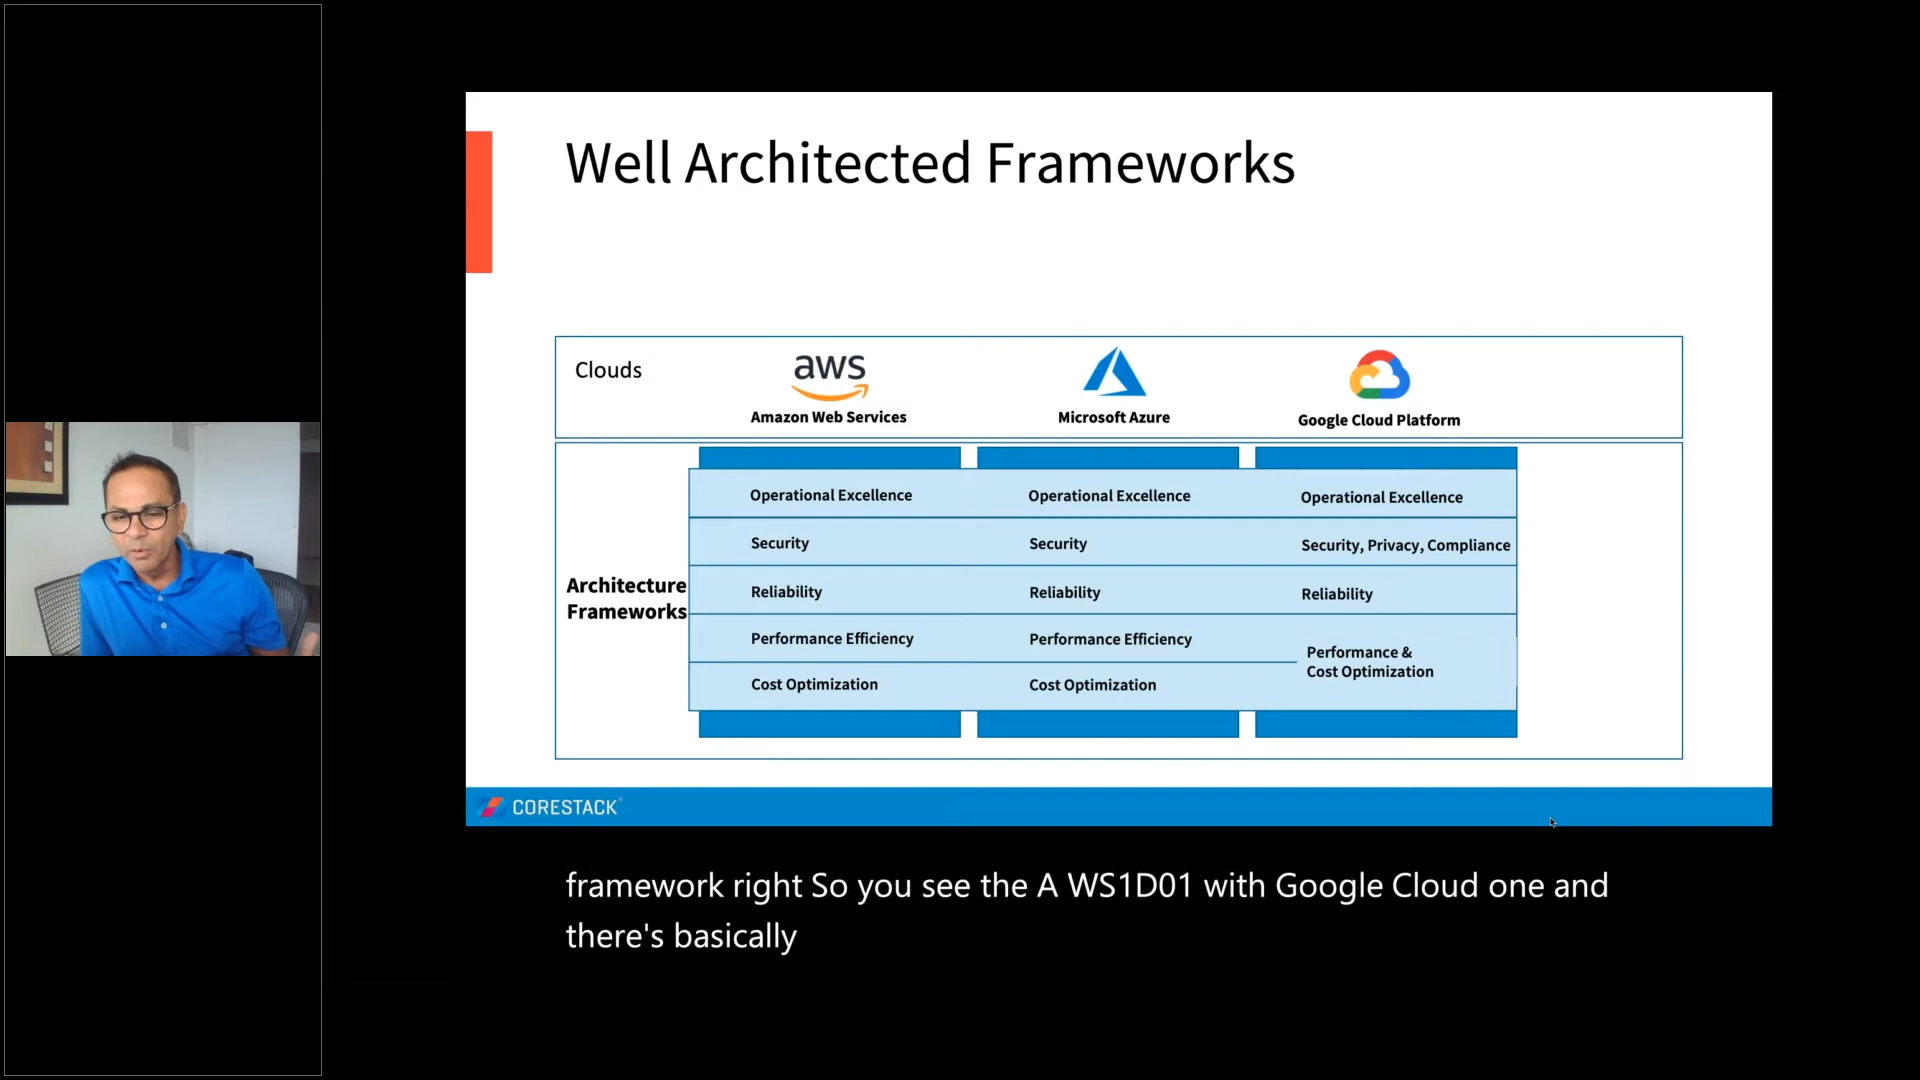 Well Architected Frameworks
Clouds
aws
Amazon Web Services
Microsoft Azure
Google Cloud Platform
Architecture
Frameworks
Operational Excellence
Operational Excellence
Operational Excellence
Security
Security
Security, Privacy, Compliance
Reliability
Reliability
Reliability
Performance Efficiency
Performance Efficiency
Performance &
Cost Optimization
Cost Optimization
Cost Optimization
CORESTACK
framework right So you see the A WS1D01 with Google Cloud one and
there's basically